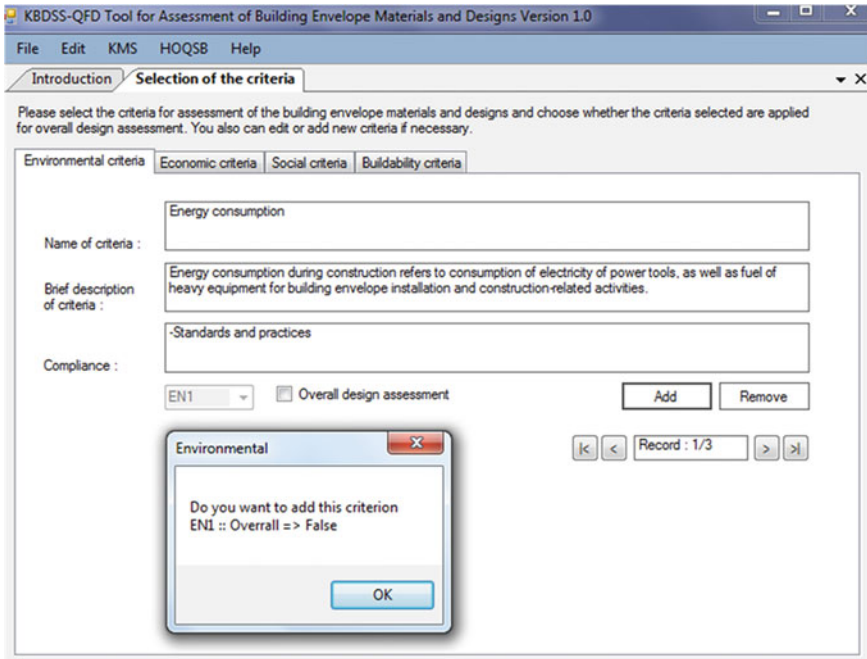 KBDSS-QFD Tool for Assessment of Building Envelope Materials and Designs Version 1.0
File Edit KMS HOQSB Help
Introduction Selection of the criteria
Please select the criteria for assessment of the building envelope materials and designs and choose whether the criteria selected are applied
for overall design assessment. You also can edit or add new criteria if necessary.
Environmental criteria Economic criteria Social criteria Buildability criteria
Name of criteria :
Energy consumption
Brief description
of criteria :
Energy consumption during construction refers to consumption of electricity of power tools, as well as fuel of
heavy equipment for building envelope installation and construction-related activities.
Compliance :
-Standards and practices
EN1 Overall design assessment Add Remove
|< < Record : 1/3 > >|
Environmental
Do you want to add this criterion
EN1 :: Overrall => False
OK